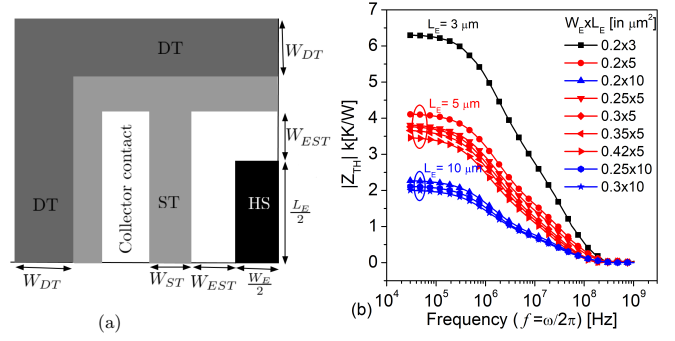 DT
W_DT
W_EST
Collector contact
DT
ST
HS
L_E/2
W_DT
W_ST
W_EST
W_E/2
(a)
|Z_TH| k[K/W]
7
6
5
4
3
2
1
0
L_E = 3 μm
L_E = 5 μm
L_E = 10 μm
W_ExL_E [in μm²]
0.2x3
0.2x5
0.2x10
0.25x5
0.3x5
0.35x5
0.42x5
0.25x10
0.3x10
10⁴ 10⁵ 10⁶ 10⁷ 10⁸ 10⁹
(b) Frequency (f=ω/2π) [Hz]